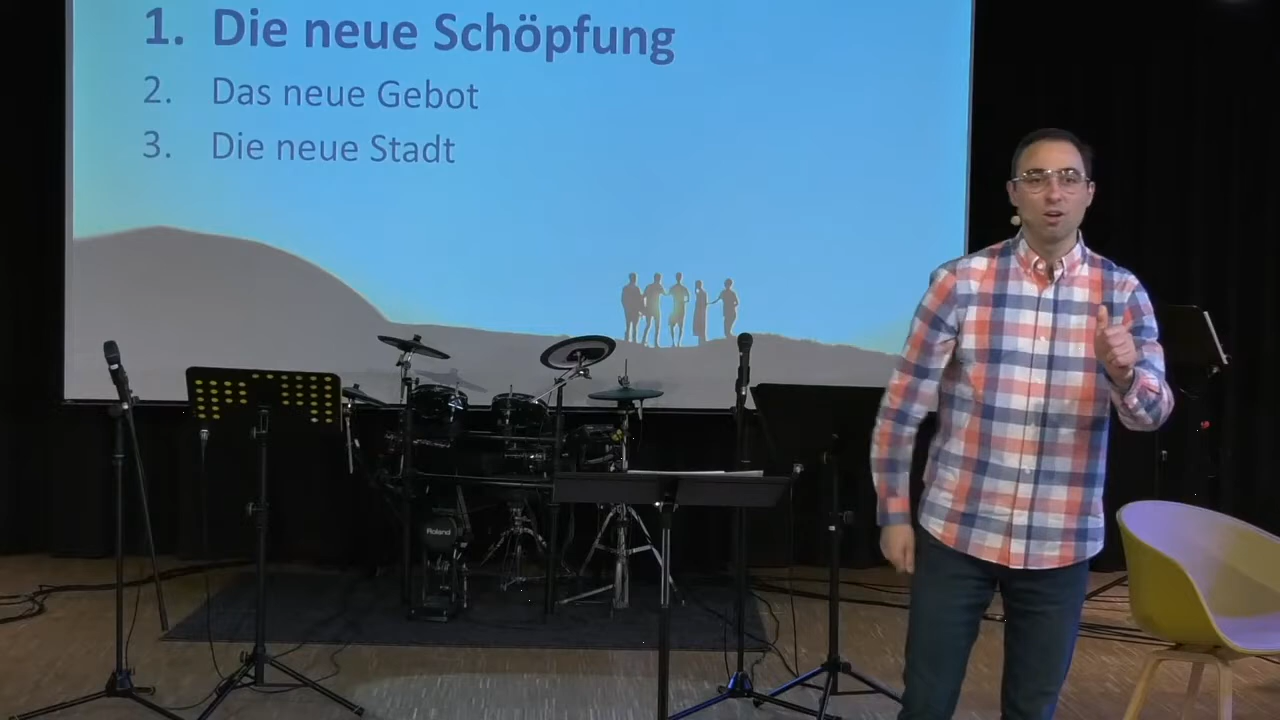 1. Die neue Schöpfung
2. Das neue Gebot
3. Die neue Stadt
Roland